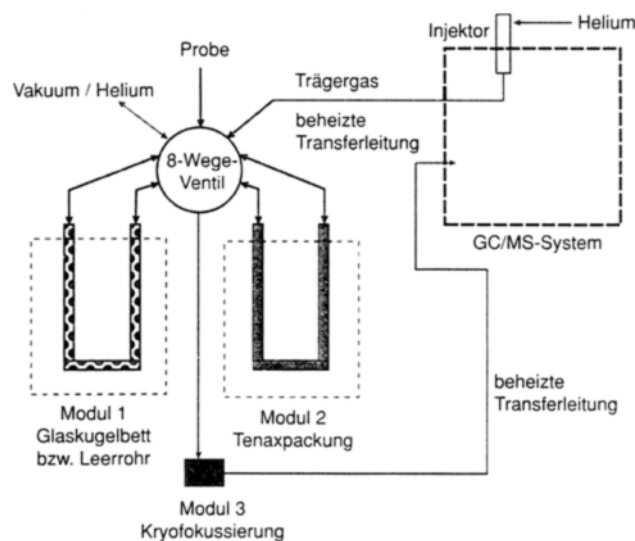 Injektor
Helium
Probe
Vakuum / Helium
Trägergas
beheizte
Transferleitung
8-Wege-
Ventil
GC/MS-System
Modul 1
Glaskugelbett
bzw. Leerrohr
Modul 2
Tenaxpackung
beheizte
Transferleitung
Modul 3
Kryofokussierung